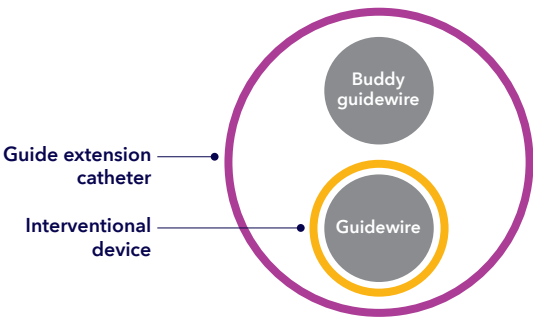 Buddy
guidewire
Guide extension
catheter
Interventional
device
Guidewire